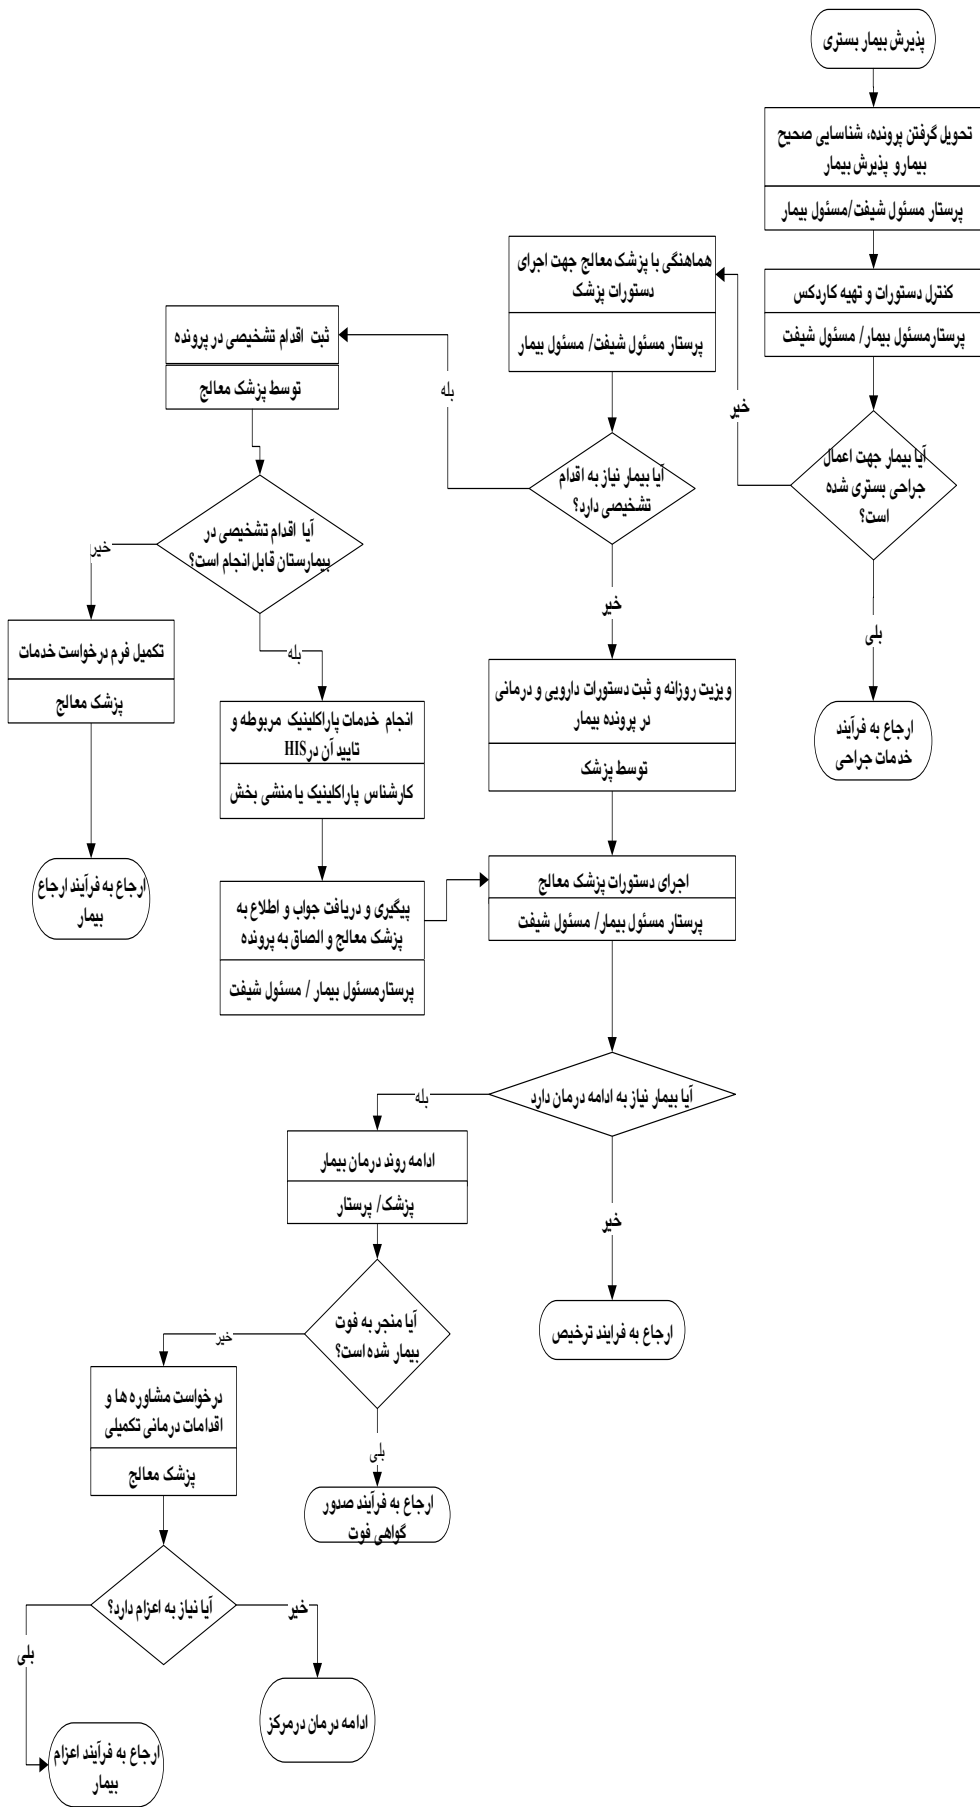 پذیرش بیمار بستری
تحویل گرفتن پرونده، شناسایی صحیح
بیمارو پذیرش بیمار
پرستار مسئول شیفت/مسئول بیمار
کنترل دستورات و تهیه کاردکس
پرستارمسئول بیمار/ مسئول شیفت
آیا بیمار جهت اعمال
جراحی بستری شده
است؟
خیر
بلی
ارجاع به فرآیند
خدمات جراحی
هماهنگی با پزشک معالج جهت اجرای
دستورات پزشک
پرستار مسئول شیفت/ مسئول بیمار
آیا بیمار نیاز به اقدام
تشخیصی دارد؟
بله
خیر
ثبت اقدام تشخیصی در پرونده
توسط پزشک معالج
آیا اقدام تشخیصی در
بیمارستان قابل انجام است؟
خیر
بله
تکمیل فرم درخواست خدمات
پزشک معالج
ارجاع به فرآیند ارجاع
بیمار
انجام خدمات پاراکلینیک مربوطه و
تایید آن درHIS
کارشناس پاراکلینیک یا منشی بخش
پیگیری و دریافت جواب و اطلاع به
پزشک معالج و الصاق به پرونده
پرستارمسئول بیمار / مسئول شیفت
ویزیت روزانه و ثبت دستورات دارویی و درمانی
در پرونده بیمار
توسط پزشک
اجرای دستورات پزشک معالج
پرستار مسئول بیمار/ مسئول شیفت
آیا بیمار نیاز به ادامه درمان دارد
بله
خیر
ارجاع به فرایند ترخیص
ادامه روند درمان بیمار
پزشک/ پرستار
آیا منجر به فوت
بیمار شده است؟
خیر
بلی
ارجاع به فرآیند صدور
گواهی فوت
درخواست مشاوره ها و
اقدامات درمانی تکمیلی
پزشک معالج
آیا نیاز به اعزام دارد؟
خیر
بلی
ادامه درمان درمرکز
ارجاع به فرآیند اعزام
بیمار